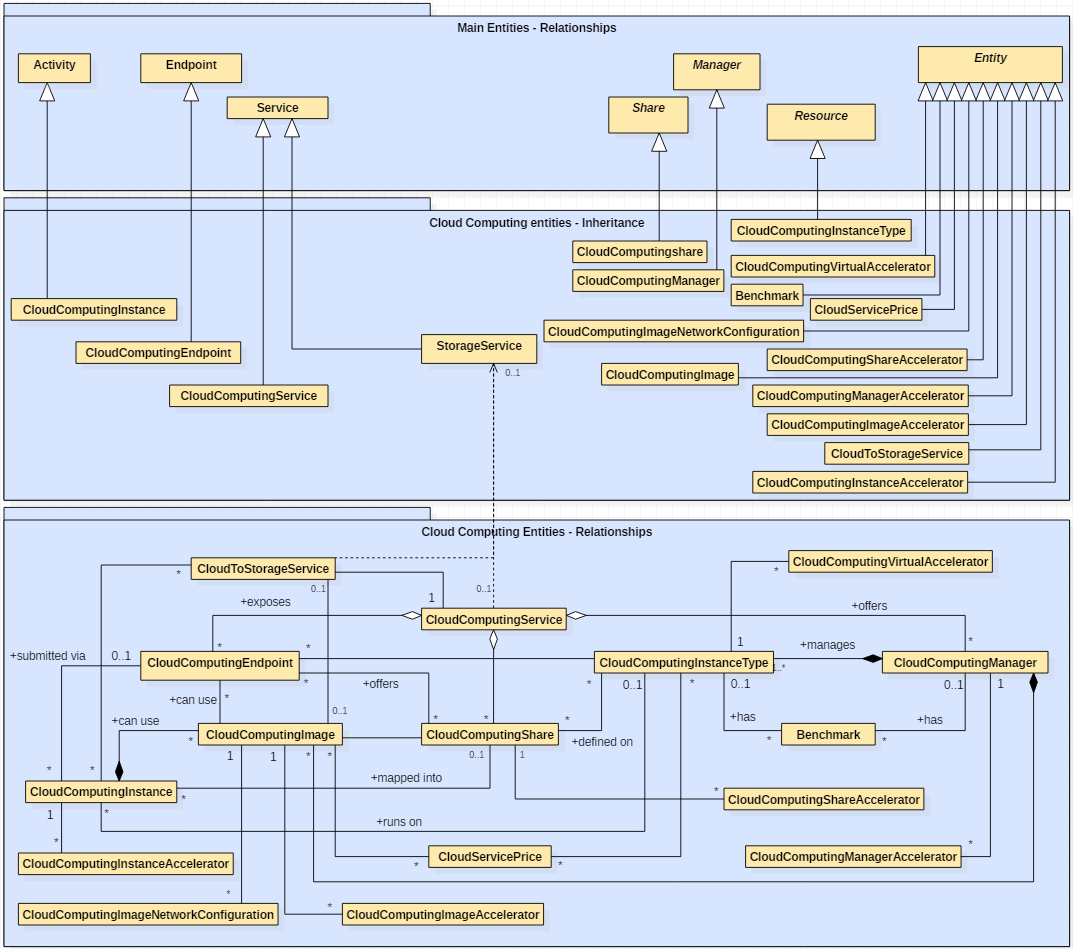 Main Entities - Relationships
Activity
Endpoint
Service
Share
Manager
Resource
Entity
Cloud Computing entities - Inheritance
CloudComputingInstanceType
CloudComputingshare
CloudComputingVirtualAccelerator
CloudComputingManager
Benchmark
CloudServicePrice
CloudComputingInstance
CloudComputingImageNetworkConfiguration
StorageService
CloudComputingEndpoint
CloudComputingShareAccelerator
0..1
CloudComputingImage
CloudComputingService
CloudComputingManagerAccelerator
CloudComputingImageAccelerator
CloudToStorageService
CloudComputingInstanceAccelerator
Cloud Computing Entities - Relationships
CloudComputingVirtualAccelerator
*
CloudToStorageService
*
0..1
0..1
1
+exposes
+offers
CloudComputingService
*
*
1
*
+manages
+submitted via
0..1
CloudComputingEndpoint
CloudComputingInstanceType
1..*
CloudComputingManager
*
+offers
*
0..1
*
0..1
0..1
1
+can use
*
0..1
+can use
*
*
*
+has
+has
*
CloudComputingImage
CloudComputingShare
+defined on
*
Benchmark
*
1
1
*
*
0..1
1
*
*
+mapped into
CloudComputingInstance
*
*
CloudComputingShareAccelerator
1
*
+runs on
*
*
CloudComputingInstanceAccelerator
*
CloudServicePrice
*
CloudComputingManagerAccelerator
*
*
CloudComputingImageNetworkConfiguration
CloudComputingImageAccelerator